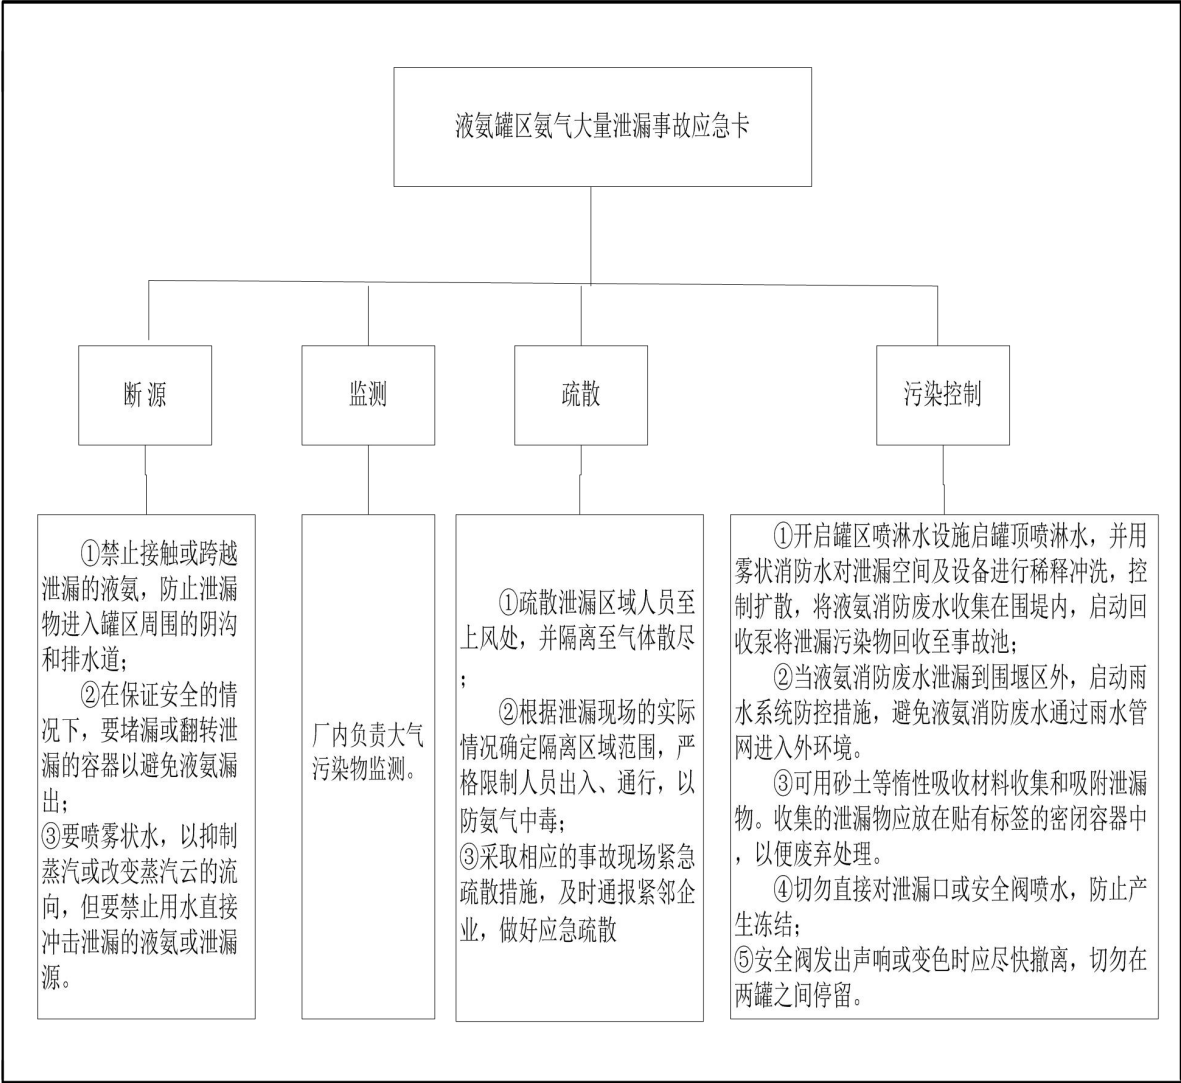 液氨罐区氨气大量泄漏事故应急卡
断 源
监测
疏散
污染控制
①禁止接触或跨越
泄漏的液氨，防止泄漏
物进入罐区周围的阴沟
和排水道；
②在保证安全的情
况下，要堵漏或翻转泄
漏的容器以避免液氨漏
出；
③要喷雾状水，以抑制
蒸汽或改变蒸汽云的流
向，但要禁止用水直接
冲击泄漏的液氨或泄漏
源。
厂内负责大气
污染物监测。
①疏散泄漏区域人员至
上风处，并隔离至气体散尽
；
②根据泄漏现场的实际
情况确定隔离区域范围，严
格限制人员出入、通行，以
防氨气中毒；
③采取相应的事故现场紧急
疏散措施，及时通报紧邻企
业，做好应急疏散
①开启罐区喷淋水设施启罐顶喷淋水，并用
雾状消防水对泄漏空间及设备进行稀释冲洗，控
制扩散，将液氨消防废水收集在围堤内，启动回
收泵将泄漏污染物回收至事故池；
②当液氨消防废水泄漏到围堰区外，启动雨
水系统防控措施，避免液氨消防废水通过雨水管
网进入外环境。
③可用砂土等惰性吸收材料收集和吸附泄漏
物。收集的泄漏物应放在贴有标签的密闭容器中
，以便废弃处理。
④切勿直接对泄漏口或安全阀喷水，防止产
生冻结；
⑤安全阀发出声响或变色时应尽快撤离，切勿在
两罐之间停留。